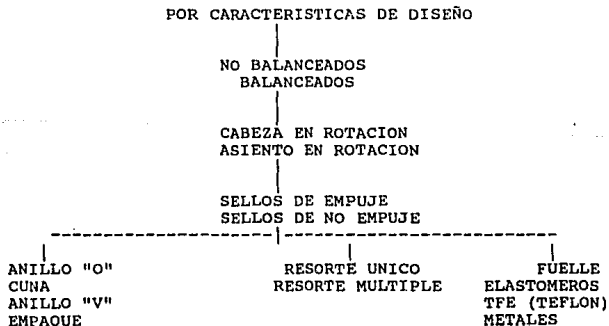 POR CARACTERISTICAS DE DISEÑO
NO BALANCEADOS
BALANCEADOS
CABEZA EN ROTACION
ASIENTO EN ROTACION
SELLOS DE EMPUJE
SELLOS DE NO EMPUJE
ANILLO "O"
CUNA
ANILLO "V"
EMPAQUE
RESORTE UNICO
RESORTE MULTIPLE
FUELLE
ELASTOMEROS
TFE (TEFLON)
METALES